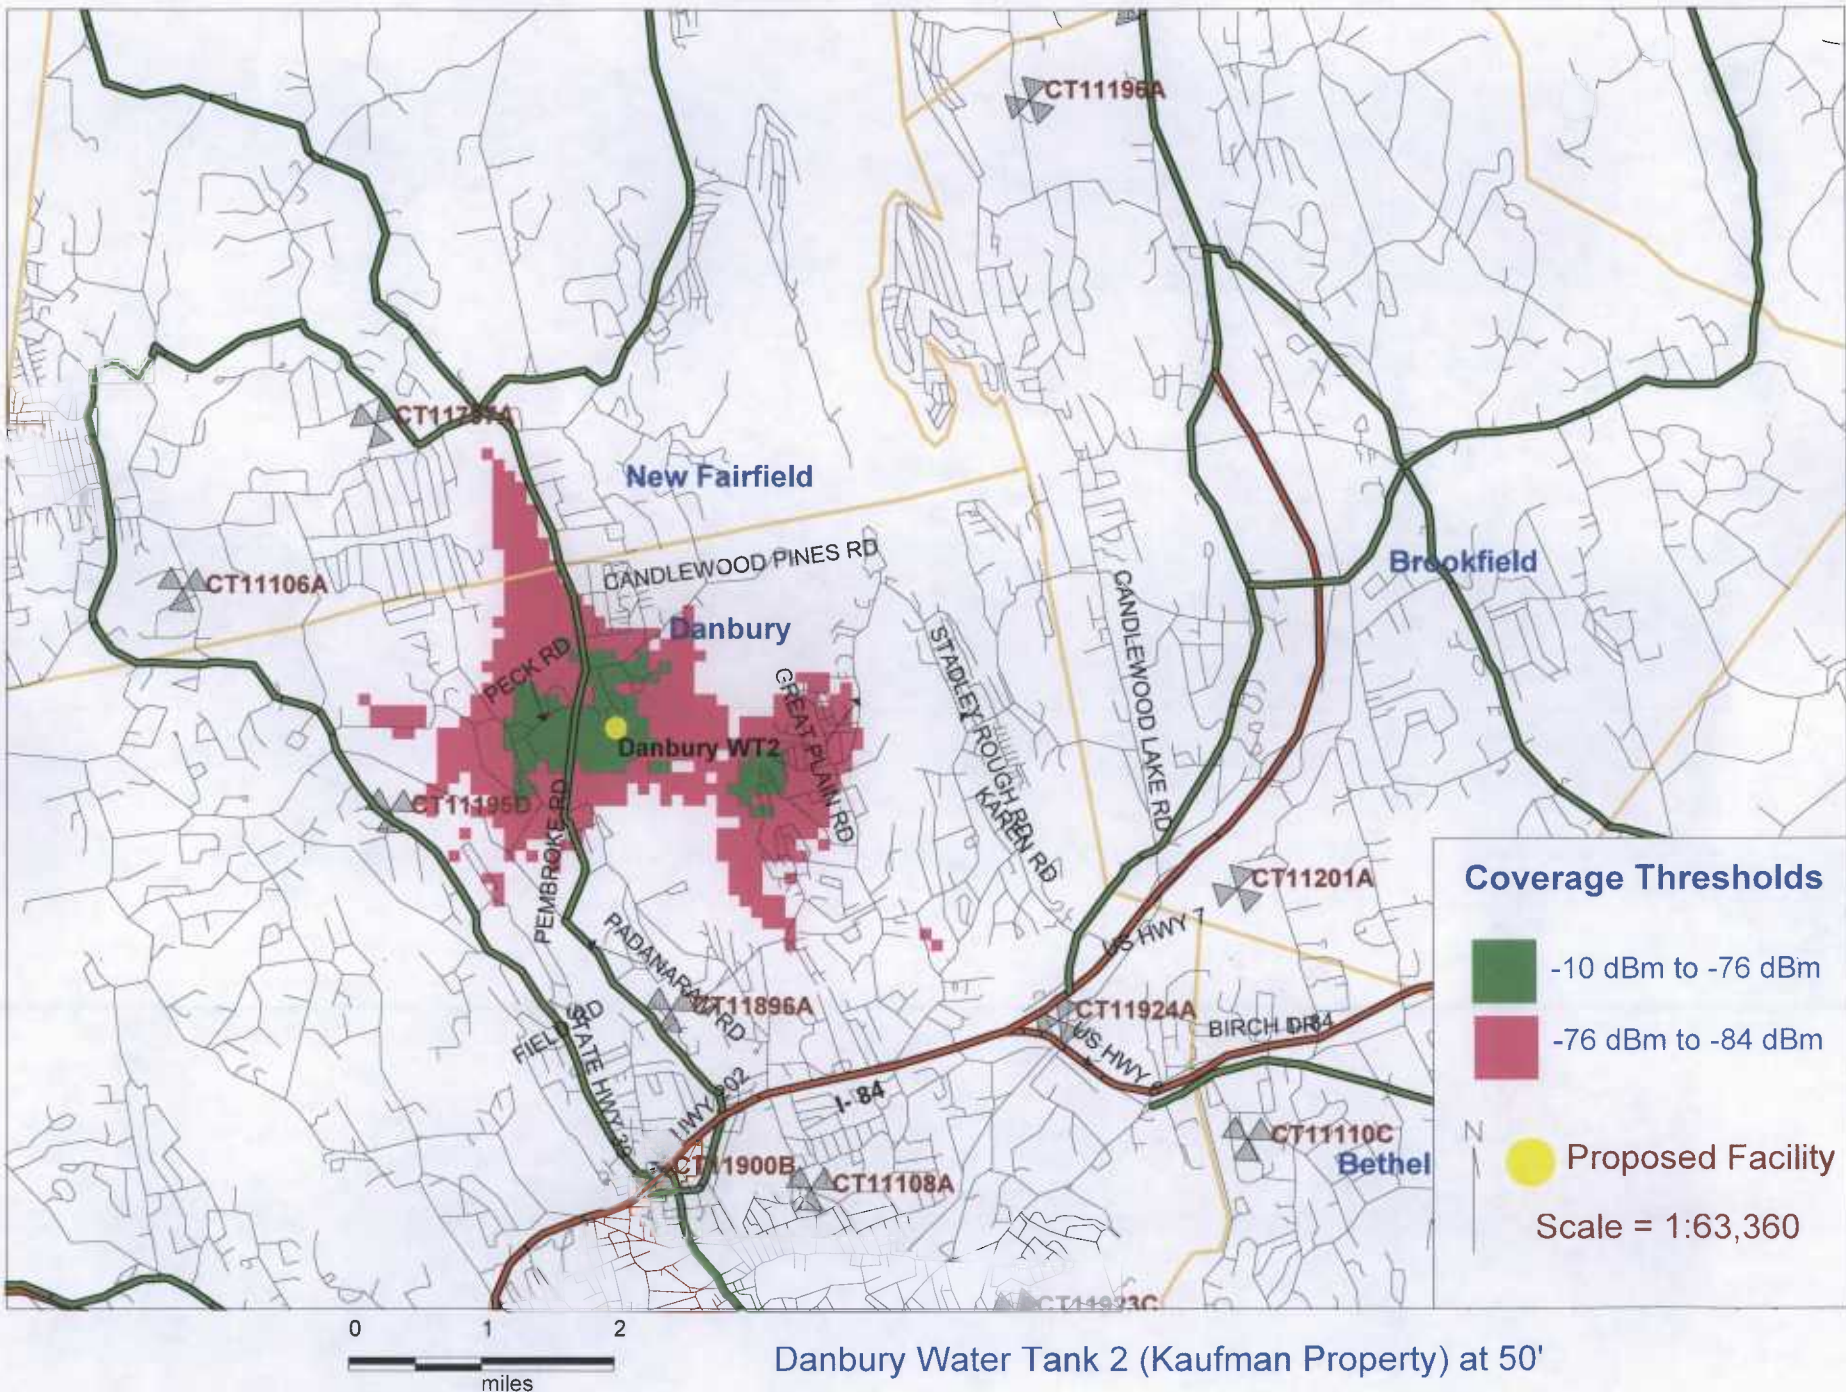 CT11196A
CT11787A
New Fairfield
CANDLEWOOD PINES RD
Brookfield
CT11106A
Danbury
PECK RD
GREAT PLAIN RD
STADLEY ROUGH RD
KAREN RD
CANDLEWOOD LAKE RD
Danbury WT2
CT11195D
PEMBROKE RD
CT11201A
PADANARAM RD
US HWY 7
CT11896A
CT11924A
FIELD RD
STATE HWY 39
BIRCH DR
I-84
US HWY 6
HWY 202
I-84
CT11900B
CT11108A
CT11110C
Bethel
CT11923C
Coverage Thresholds
-10 dBm to -76 dBm
-76 dBm to -84 dBm
N
Proposed Facility
Scale = 1:63,360
0 1 2
miles
Danbury Water Tank 2 (Kaufman Property) at 50'